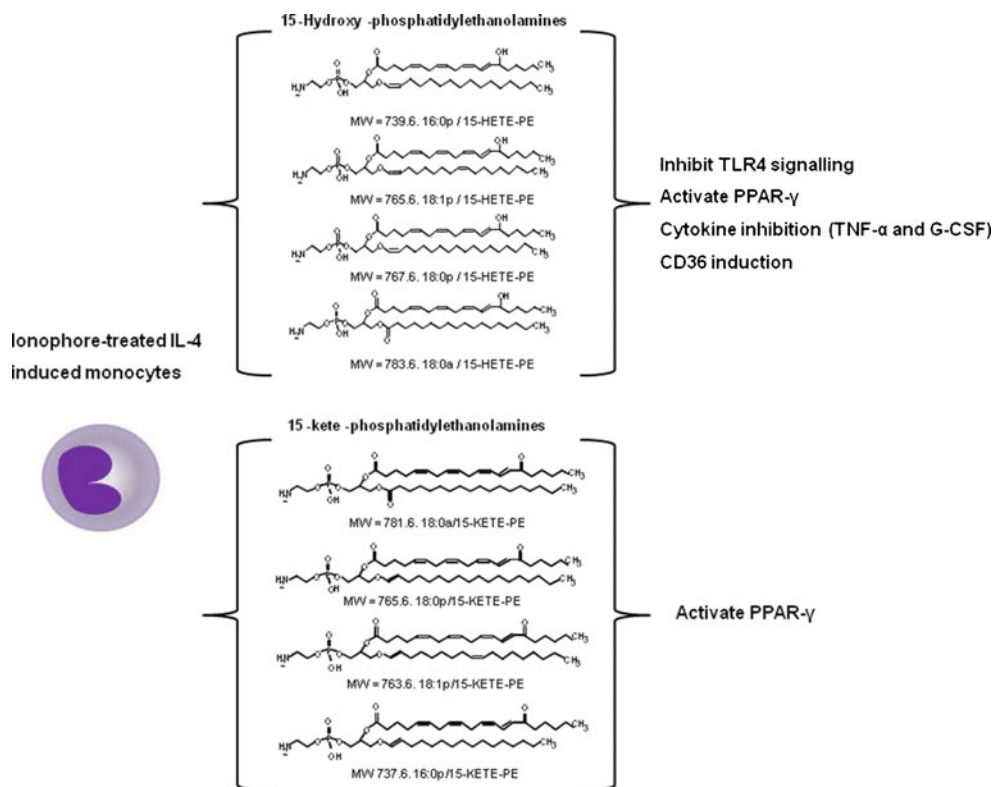 15-Hydroxy -phosphatidylethanolamines
MW = 739.6. 16:0p / 15-HETE-PE
MW = 765.6. 18:1p / 15-HETE-PE
MW = 767.6. 18:0p / 15-HETE-PE
MW = 783.6. 18:0a / 15-HETE-PE
Inhibit TLR4 signalling
Activate PPAR-γ
Cytokine inhibition (TNF-α and G-CSF)
CD36 induction
Ionophore-treated IL-4
induced monocytes
15-kete -phosphatidylethanolamines
MW = 781.6. 18:0a/15-KETE-PE
MW = 765.6. 18:0p/15-KETE-PE
MW = 763.6. 18:1p/15-KETE-PE
MW 737.6. 16:0p/15-KETE-PE
Activate PPAR-γ